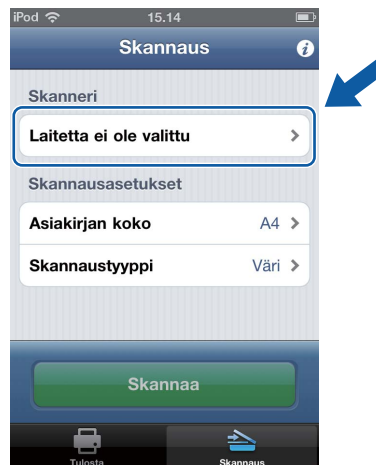 iPod 15.14
Skannaus
Skanneri
Laitetta ei ole valittu
Skannausasetukset
Asiakirjan koko A4
Skannaustyyppi Väri
Skannaa
Tulosta Skannaus